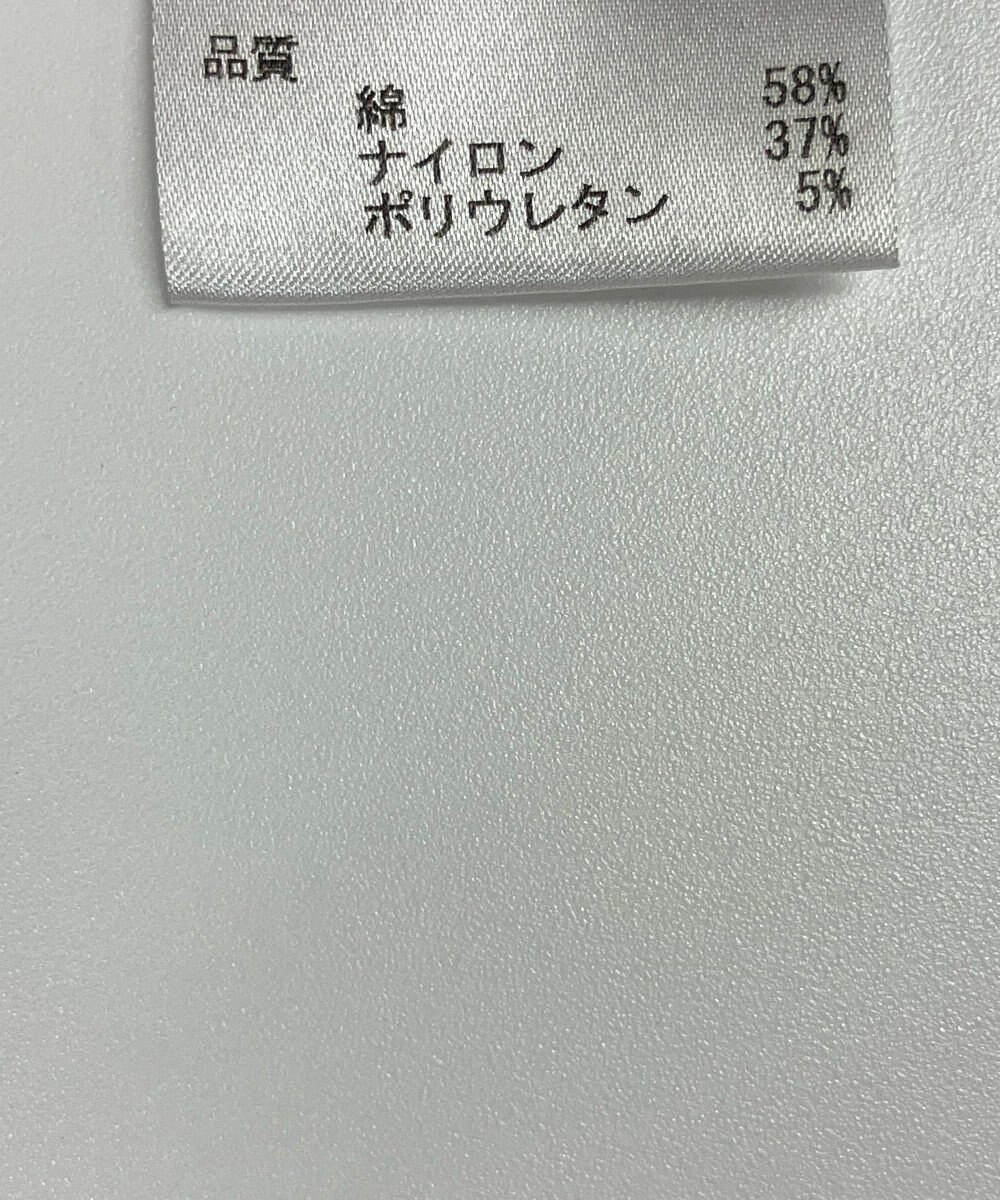 品質
綿 58%
ナイロン 37%
ポリウレタン 5%